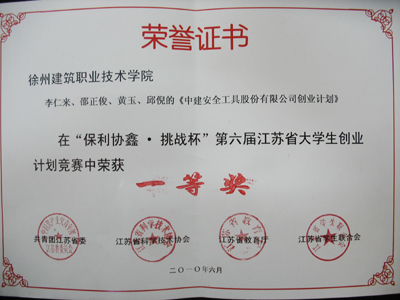 荣誉证书
徐州建筑职业技术学院
李仁来、邵正俊、黄玉、邱倪的《中建安全工具股份有限公司创业计划》
在“保利协鑫·挑战杯”第六届江苏省大学生创业
计划竞赛中荣获
一等奖
共青团江苏省委 江苏省科学技术协会 江苏省教育厅 江苏省学生联合会
二〇一〇年六月